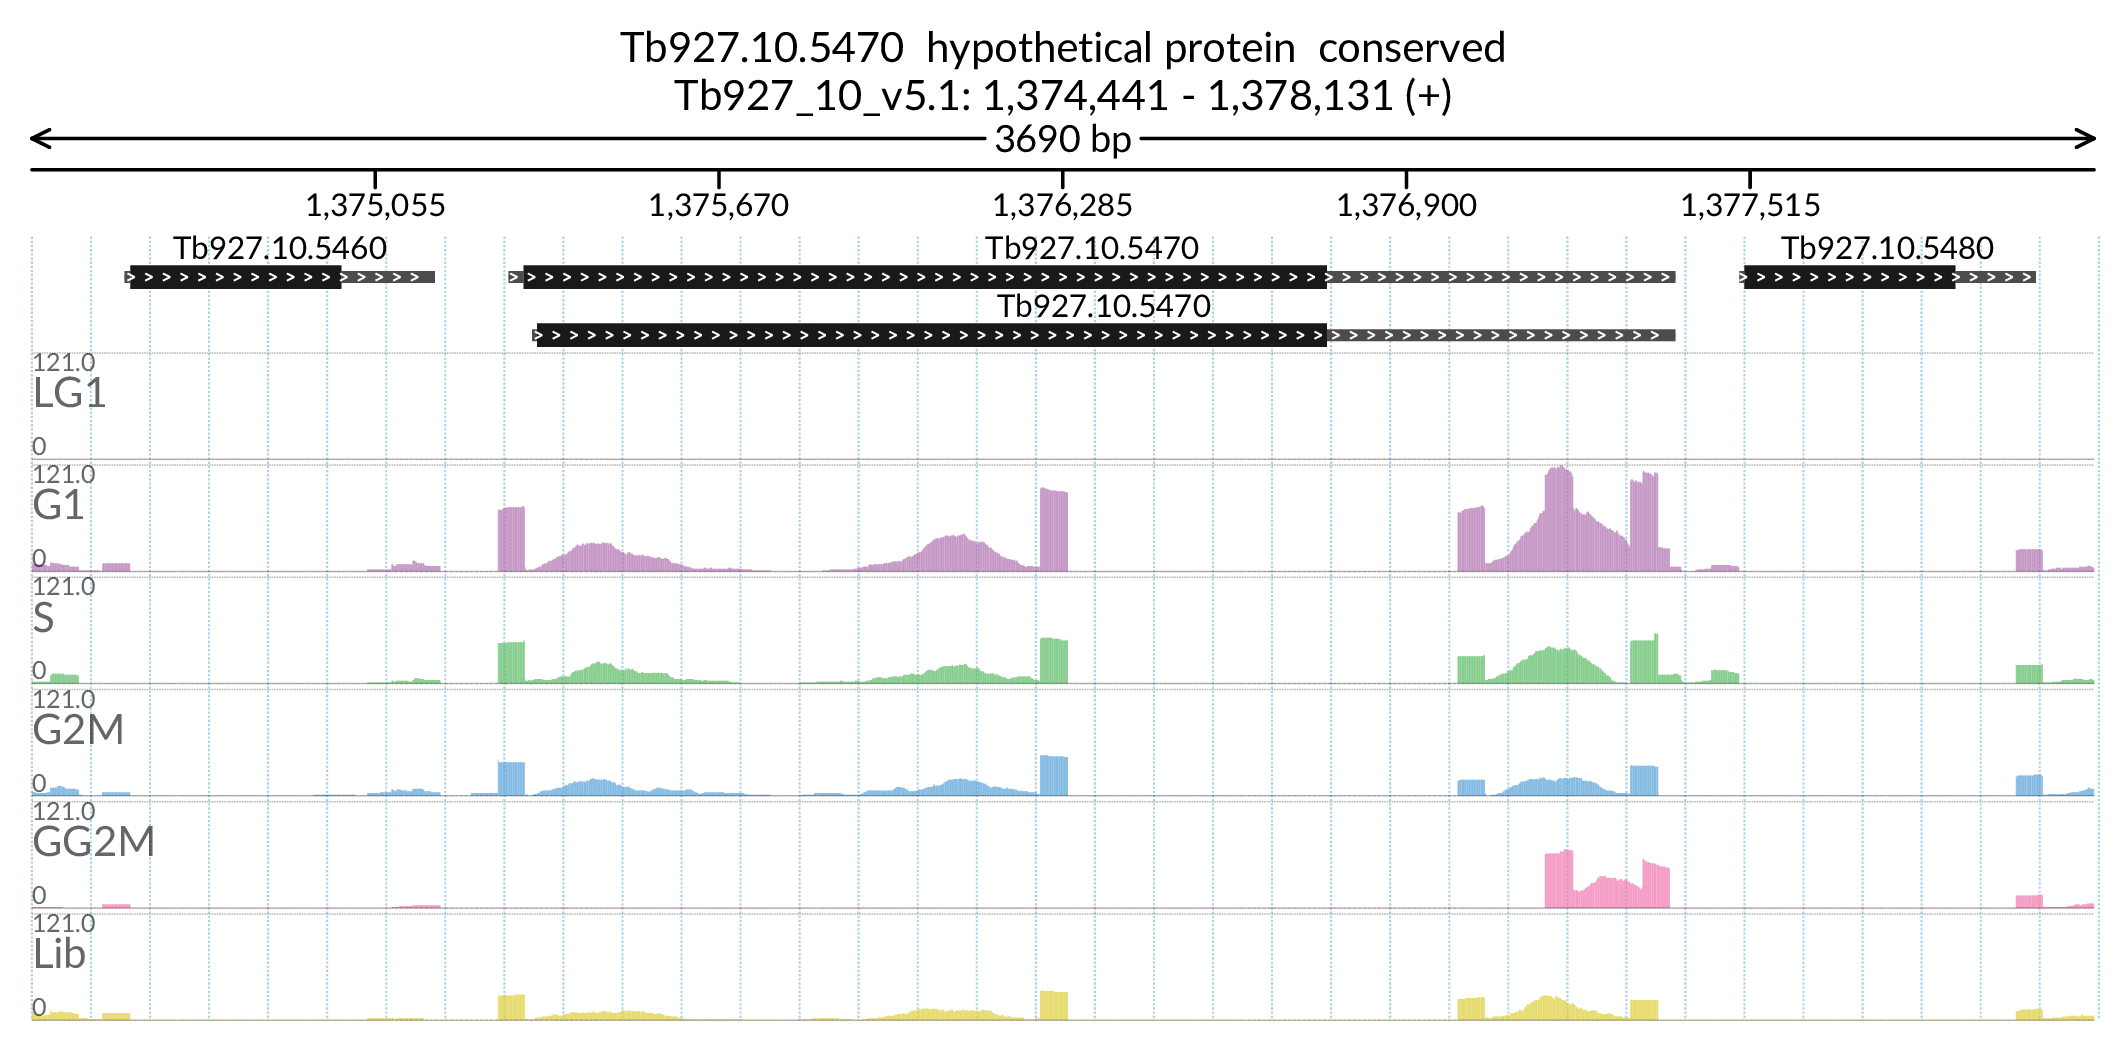 Tb927.10.5470 hypothetical protein conserved
Tb927_10_v5.1: 1,374,441 - 1,378,131 (+)
3690 bp
1,375,055 1,375,670 1,376,285 1,376,900 1,377,515
Tb927.10.5460 Tb927.10.5470 Tb927.10.5480
Tb927.10.5470
121.0
LG1
0
121.0
G1
0
121.0
S
0
121.0
G2M
0
121.0
GG2M
0
121.0
Lib
0